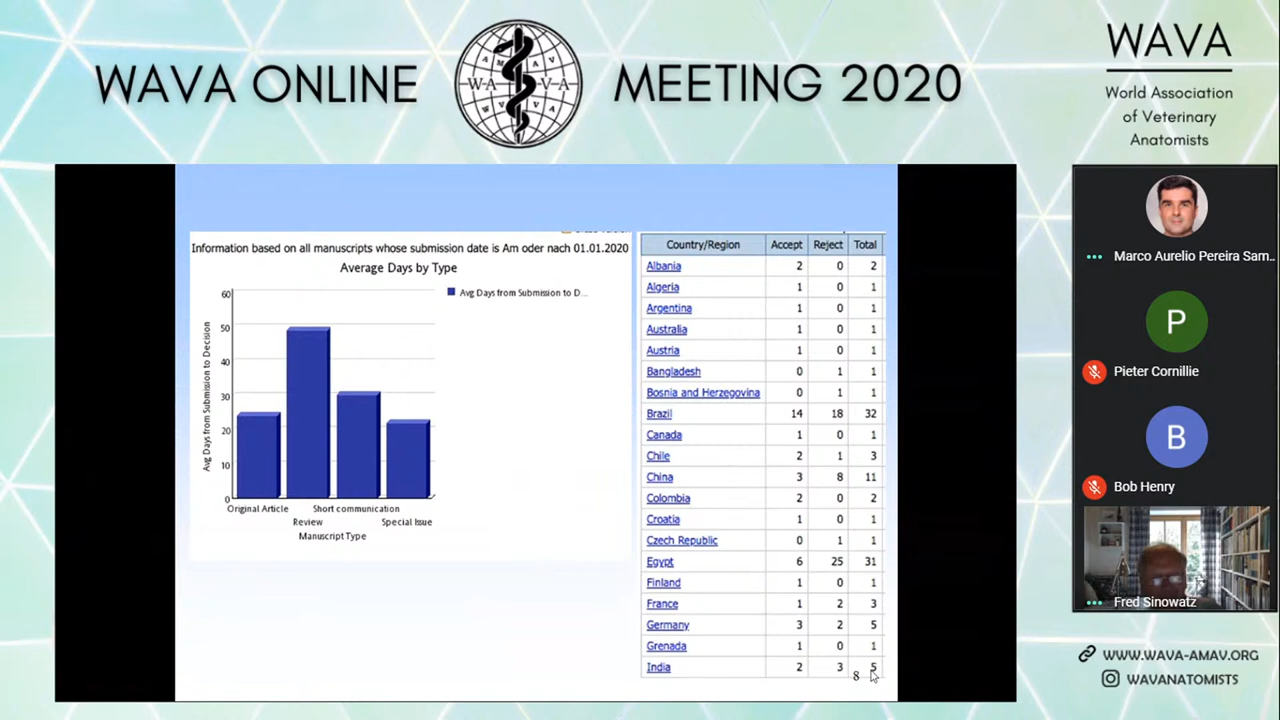 WAVA ONLINE
MEETING 2020
WAVA
World Association
of Veterinary
Anatomists
Information based on all manuscripts whose submission date is Am oder nach 01.01.2020
Average Days by Type
Avg Days from Submission to D...
Avg Days from Submission to Decision
60
50
40
30
20
10
0
Original Article
Short communication
Review
Special Issue
Manuscript Type
Country/Region Accept Reject Total
Albania 2 0 2
Algeria 1 0 1
Argentina 1 0 1
Australia 1 0 1
Austria 1 0 1
Bangladesh 0 1 1
Bosnia and Herzegovina 0 1 1
Brazil 14 18 32
Canada 1 0 1
Chile 2 1 3
China 3 8 11
Colombia 2 0 2
Croatia 1 0 1
Czech Republic 0 1 1
Egypt 6 25 31
Finland 1 0 1
France 1 2 3
Germany 3 2 5
Grenada 1 0 1
India 2 3 5
8
Marco Aurelio Pereira Sam...
P
Pieter Cornillie
B
Bob Henry
Fred Sinowatz
WWW.WAVA-AMAV.ORG
WAVANATOMISTS